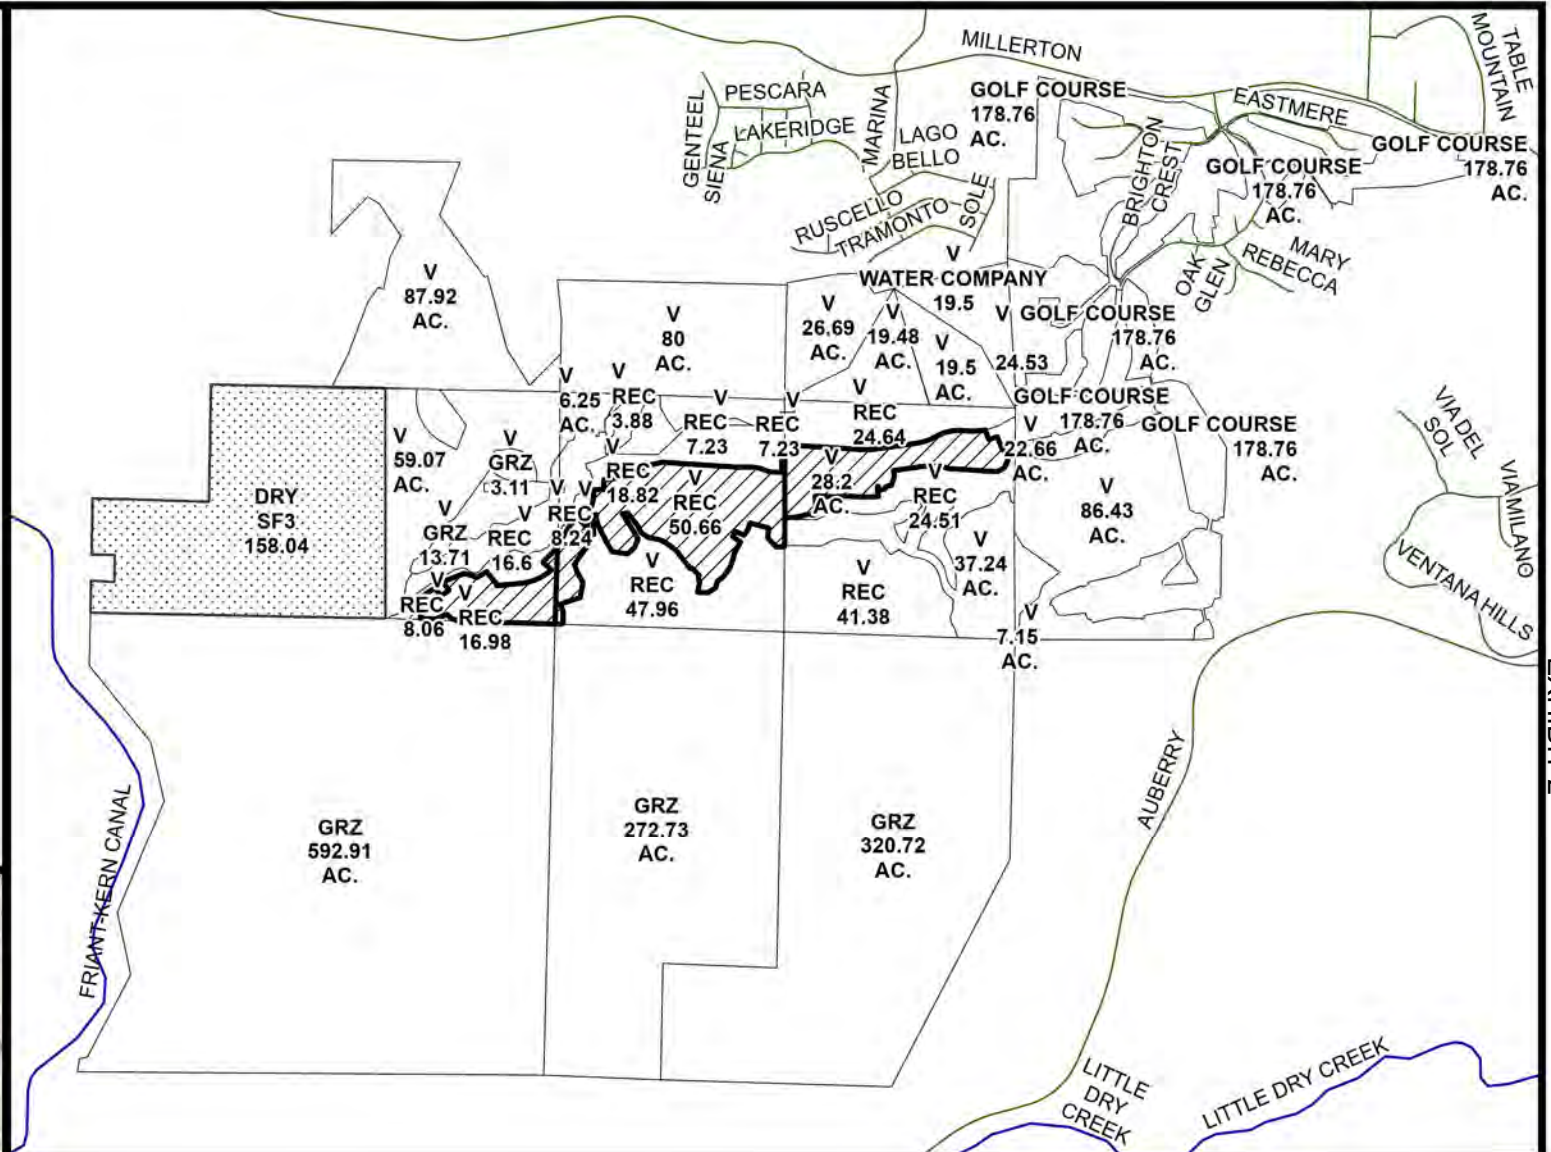 MILLERTON
TABLE
MOUNTAIN
PESCARA
GENTEEL
SIENA
LAKERIDGE
MARINA
LAGO
BELLO
GOLF COURSE
178.76
AC.
EASTMERE
GOLF COURSE
178.76
AC.
BRIGHTON
CREST
GOLF COURSE
178.76
AC.
RUSCELLO
TRAMONTO
SOLE
MARY
REBECCA
OAK
GLEN
V
87.92
AC.
V
80
AC.
V
26.69
AC.
V
WATER COMPANY
19.5
V
19.48
AC.
V
19.5
AC.
V
24.53
GOLF COURSE
178.76
AC.
GOLF COURSE
178.76
AC.
GOLF COURSE
178.76
AC.
V
6.25
AC.
V
REC
3.88
V
REC
7.23
V
REC
7.23
V
REC
24.64
V
22.66
AC.
VIA DEL
SOL
VIA MILANO
VENTANA HILLS
DRY
SF3
158.04
V
59.07
AC.
V
GRZ
3.11
V
GRZ
13.71
V
REC
16.6
V
V
REC
8.24
V
REC
18.82
V
REC
50.66
V
28.2
AC.
V
REC
24.51
V
37.24
AC.
V
86.43
AC.
V
REC
8.06
V
REC
16.98
V
REC
47.96
V
REC
41.38
V
7.15
AC.
GRZ
592.91
AC.
GRZ
272.73
AC.
GRZ
320.72
AC.
FRIANT-KERN CANAL
AUBERRY
LITTLE
DRY
CREEK
LITTLE DRY CREEK